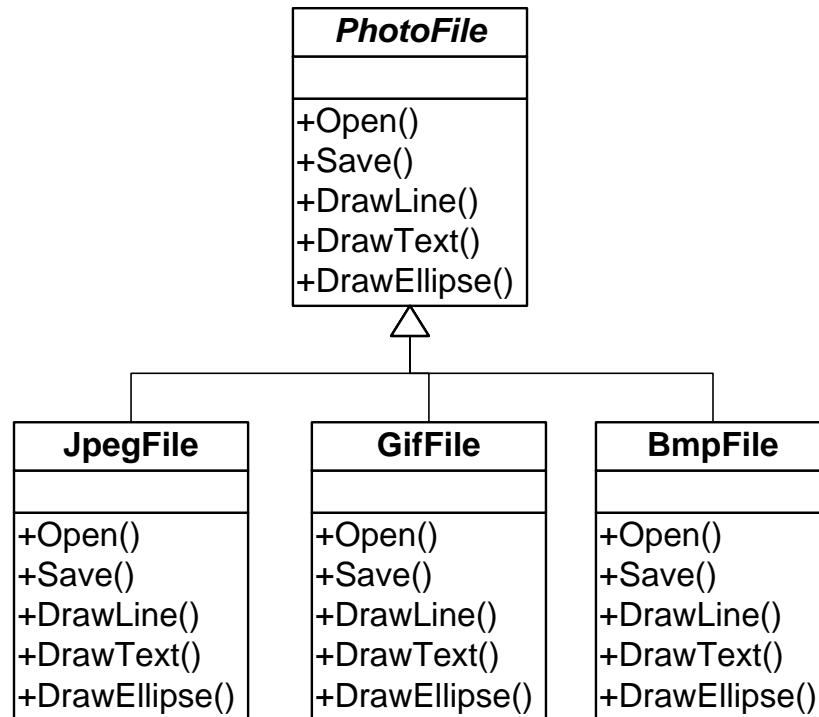 PhotoFile
+Open()
+Save()
+DrawLine()
+DrawText()
+DrawEllipse()
JpegFile
+Open()
+Save()
+DrawLine()
+DrawText()
+DrawEllipse()
GifFile
+Open()
+Save()
+DrawLine()
+DrawText()
+DrawEllipse()
BmpFile
+Open()
+Save()
+DrawLine()
+DrawText()
+DrawEllipse()